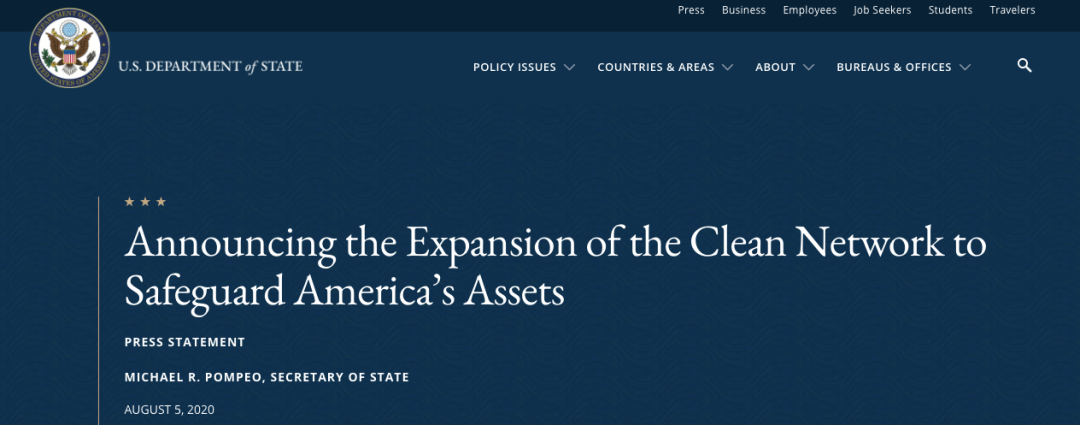 Press Business Employees Job Seekers Students Travelers
U.S. DEPARTMENT of STATE
POLICY ISSUES COUNTRIES & AREAS ABOUT BUREAUS & OFFICES
Announcing the Expansion of the Clean Network to
Safeguard America’s Assets
PRESS STATEMENT
MICHAEL R. POMPEO, SECRETARY OF STATE
AUGUST 5, 2020